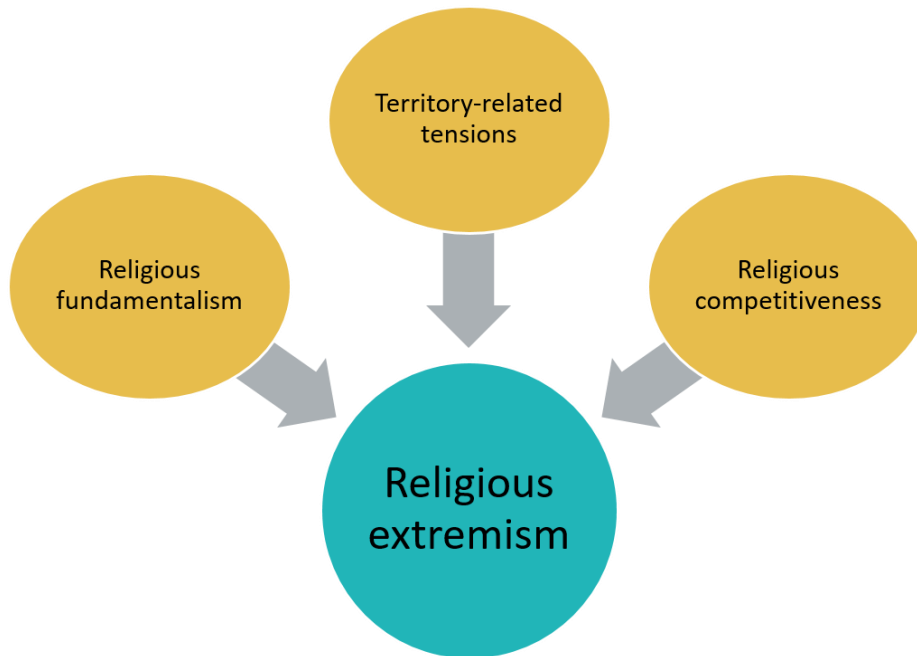 Territory-related
tensions
Religious
fundamentalism
Religious
competitiveness
Religious
extremism